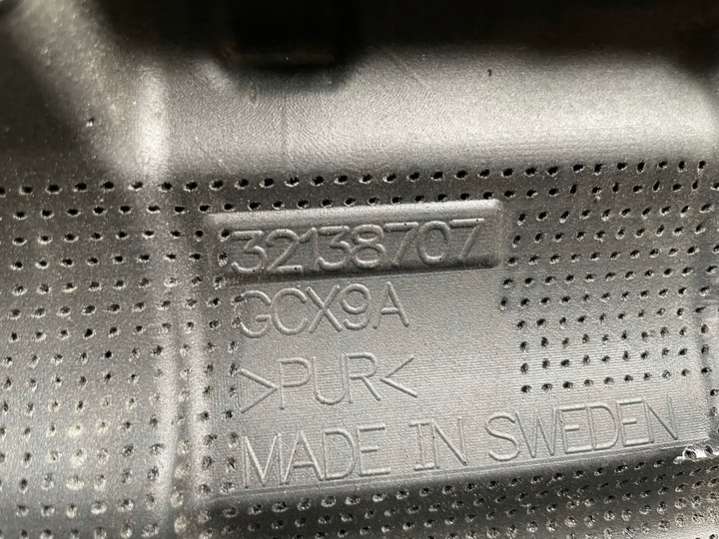 32138707
GCX9A
>PUR<
MADE IN SWEDEN